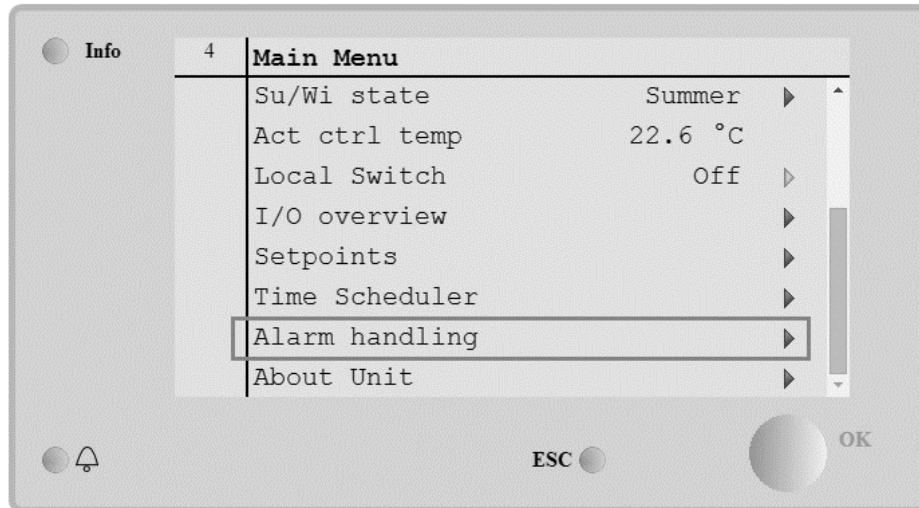 Info
4 Main Menu
Su/Wi state Summer
Act ctrl temp 22.6 °C
Local Switch Off
I/O overview
Setpoints
Time Scheduler
Alarm handling
About Unit
ESC
OK